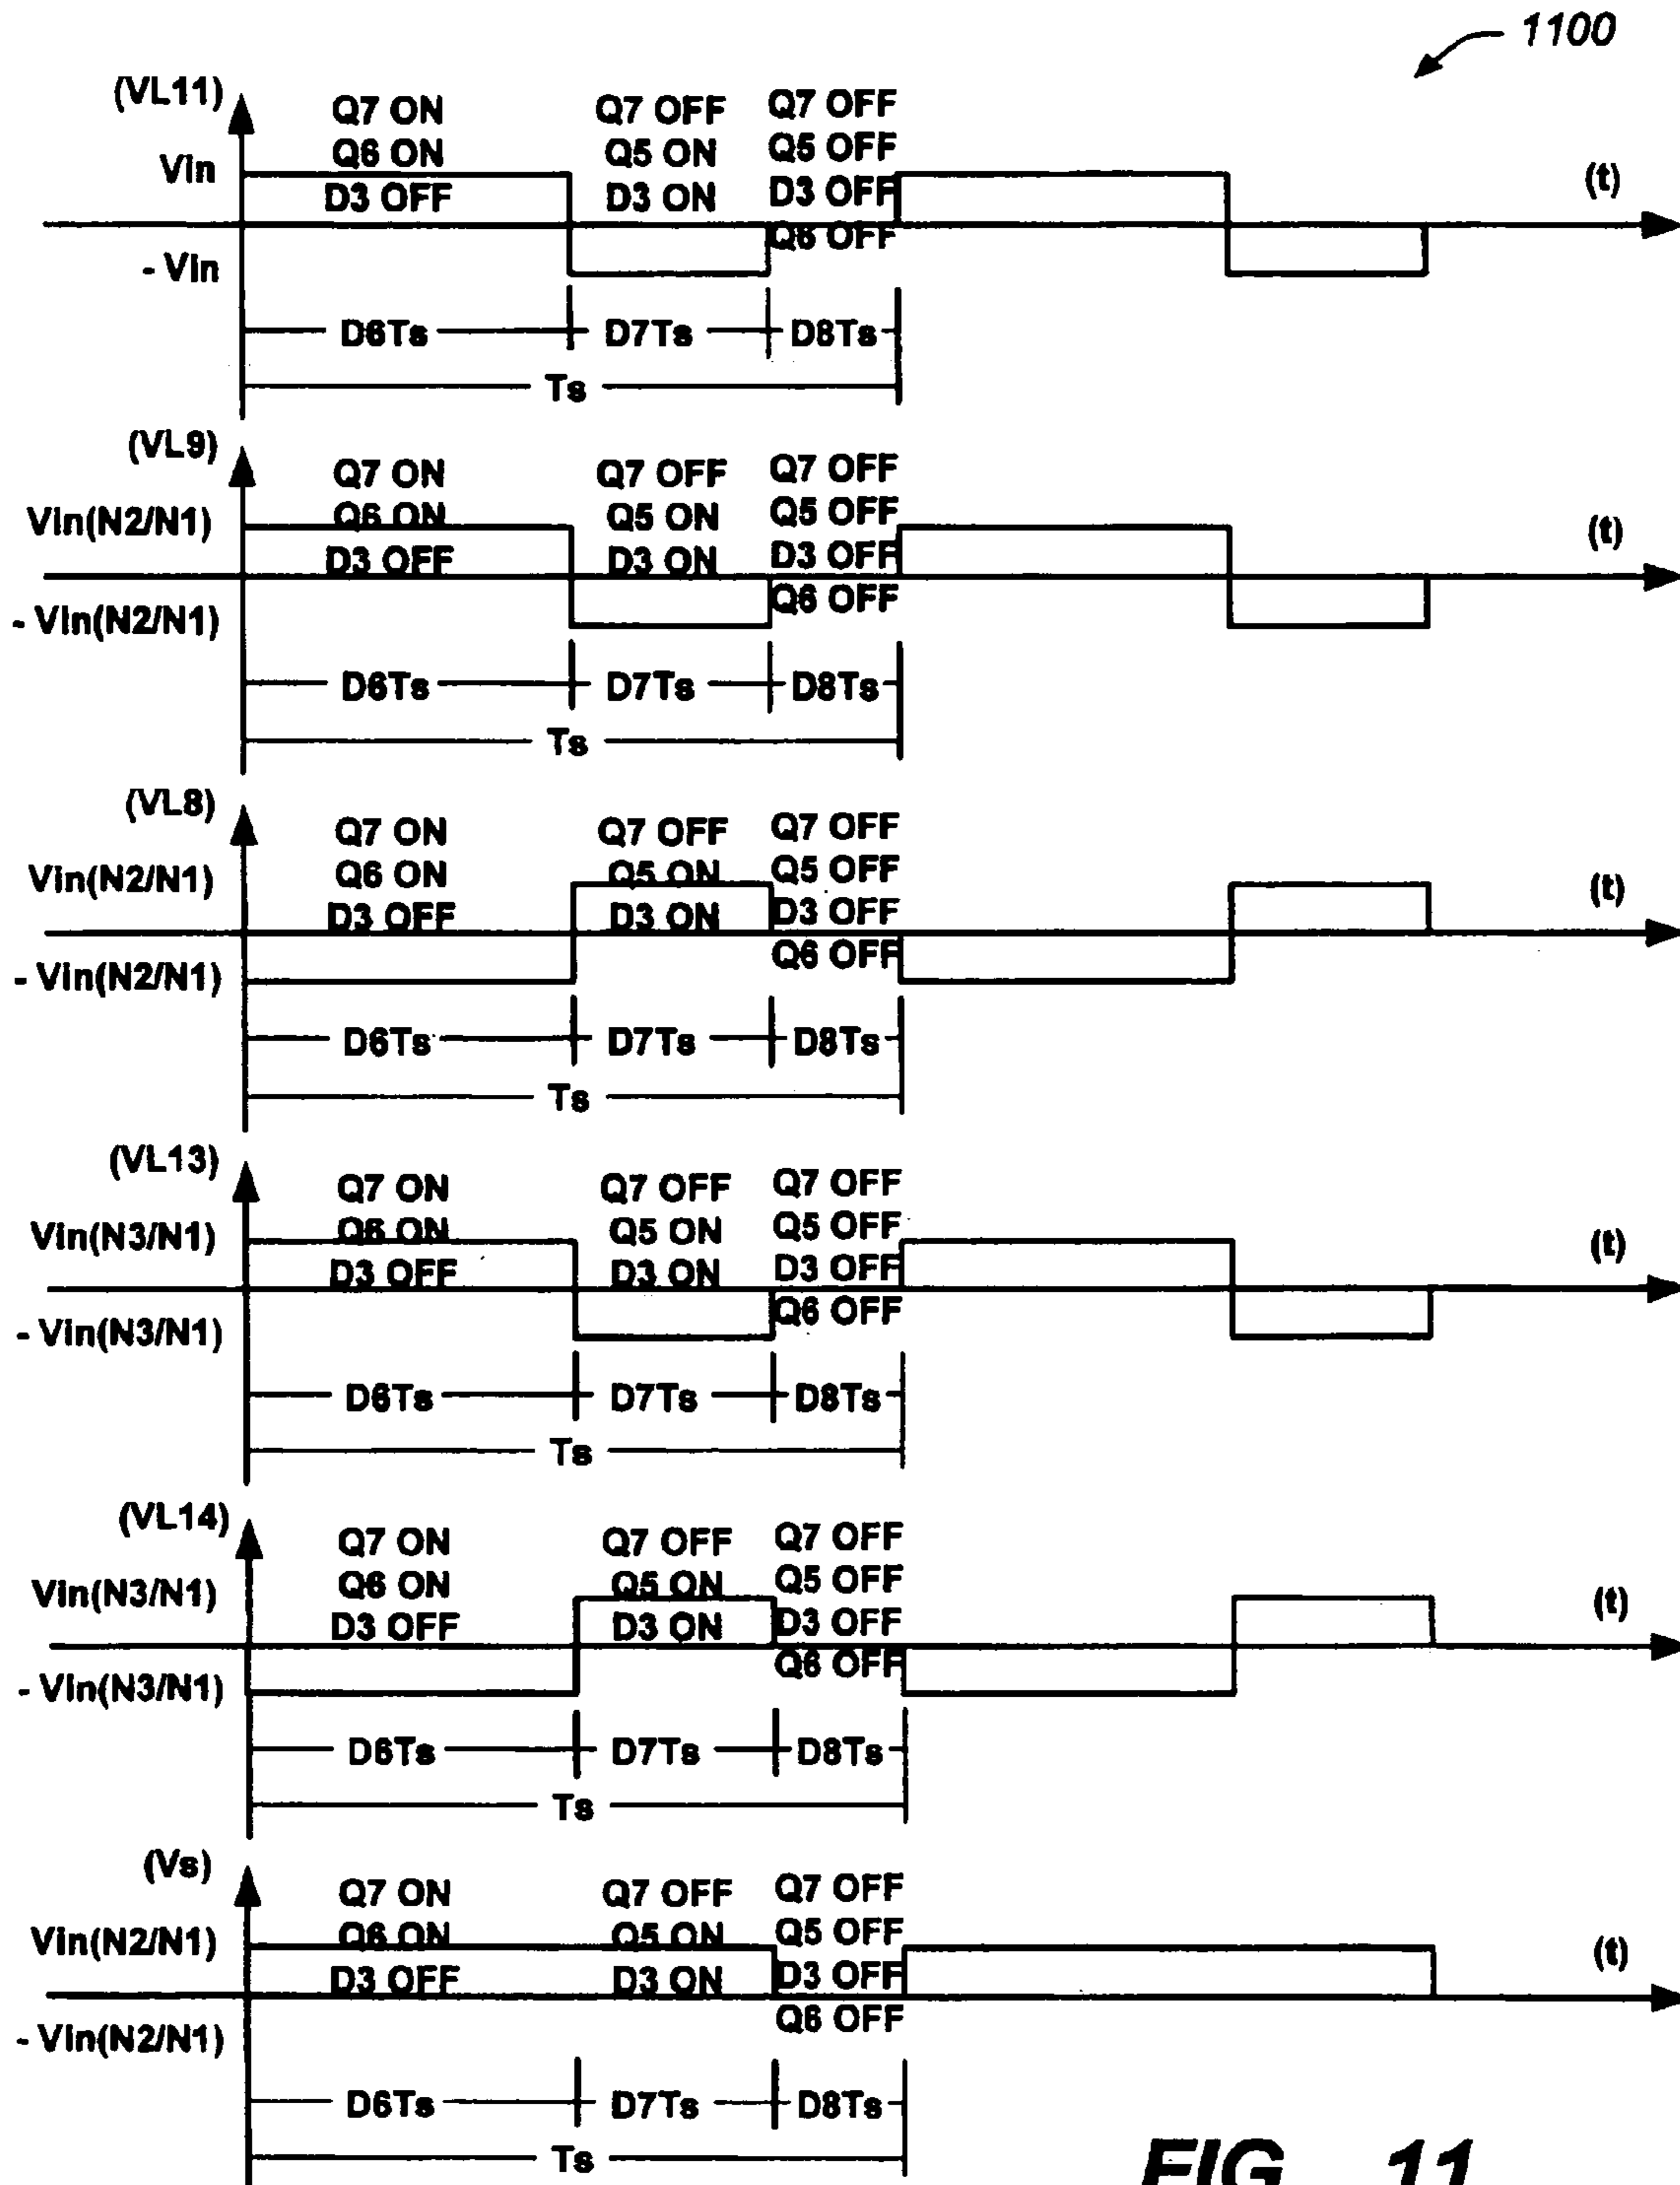 1100
(VL11)
Q7 ON Q7 OFF Q7 OFF
Vin Q6 ON Q5 ON Q5 OFF (t)
D3 OFF D3 ON D3 OFF
- Vin Q6 OFF
D6Ts D7Ts D8Ts
Ts
(VL9)
Q7 ON Q7 OFF Q7 OFF
Vin(N2/N1) Q6 ON Q5 ON Q5 OFF (t)
D3 OFF D3 ON D3 OFF
- Vin(N2/N1) Q6 OFF
D6Ts D7Ts D8Ts
Ts
(VL8)
Q7 ON Q7 OFF Q7 OFF
Vin(N2/N1) Q6 ON Q5 ON Q5 OFF (t)
D3 OFF D3 ON D3 OFF
- Vin(N2/N1) Q6 OFF
D6Ts D7Ts D8Ts
Ts
(VL13)
Q7 ON Q7 OFF Q7 OFF
Vin(N3/N1) Q6 ON Q5 ON Q5 OFF (t)
D3 OFF D3 ON D3 OFF
- Vin(N3/N1) Q6 OFF
D6Ts D7Ts D8Ts
Ts
(VL14)
Q7 ON Q7 OFF Q7 OFF
Vin(N3/N1) Q6 ON Q5 ON Q5 OFF (t)
D3 OFF D3 ON D3 OFF
- Vin(N3/N1) Q6 OFF
D6Ts D7Ts D8Ts
Ts
(Vs)
Q7 ON Q7 OFF Q7 OFF
Vin(N2/N1) Q6 ON Q5 ON Q5 OFF (t)
D3 OFF D3 ON D3 OFF
- Vin(N2/N1) Q6 OFF
D6Ts D7Ts D8Ts
Ts
FIG_11